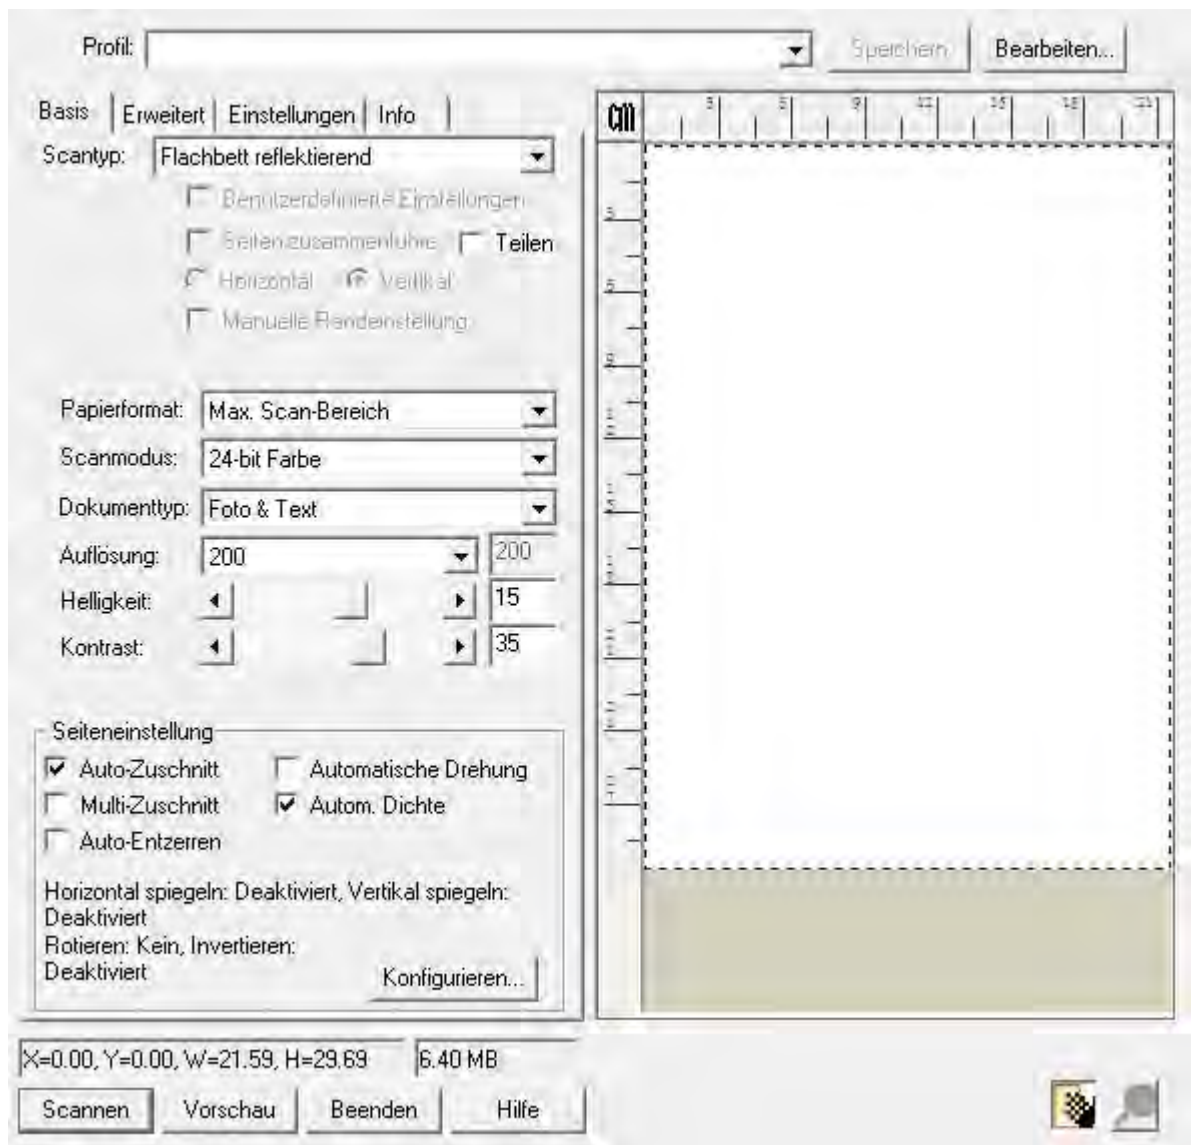 Profil: Speichern Bearbeiten...
Basis Erweitert Einstellungen Info
Scantyp: Flachbett reflektierend
Benutzerdefinierte Einstellungen
Seiten zusammenführe Teilen
Horizontal Vertikal
Manuelle Randeinstellung
Papierformat: Max. Scan-Bereich
Scanmodus: 24-bit Farbe
Dokumenttyp: Foto & Text
Auflösung: 200 200
Helligkeit: 15
Kontrast: 35
Seiteneinstellung
Auto-Zuschnitt Automatische Drehung
Multi-Zuschnitt Autom. Dichte
Auto-Entzerren
Horizontal spiegeln: Deaktiviert, Vertikal spiegeln:
Deaktiviert
Rotieren: Kein, Invertieren:
Deaktiviert
Konfigurieren...
cm
X=0.00, Y=0.00, W=21.59, H=29.69 6.40 MB
Scannen Vorschau Beenden Hilfe